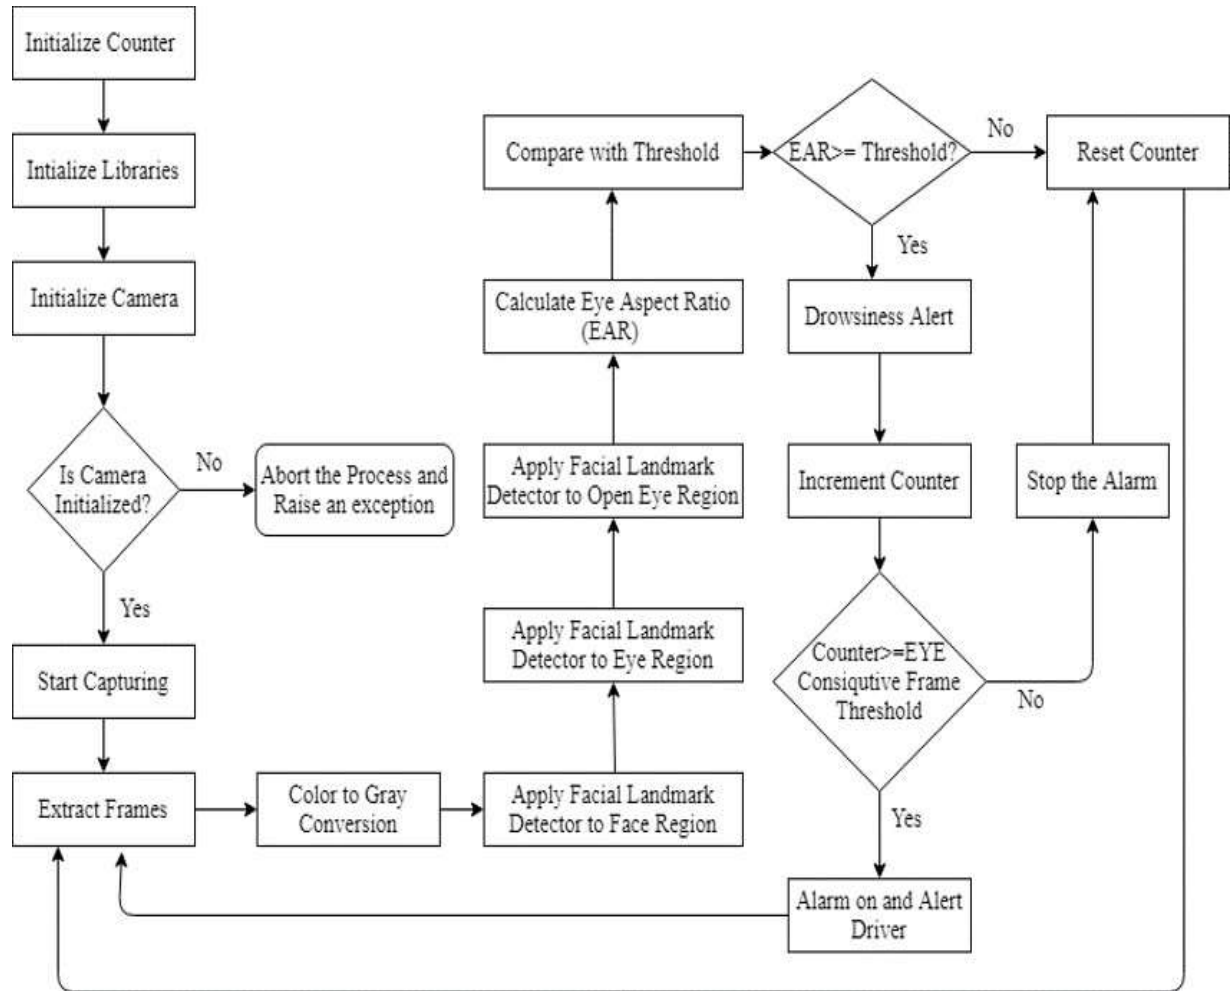 Initialize Counter
Intialize Libraries
Initialize Camera
Is Camera
Initialized?
No
Abort the Process and
Raise an exception
Yes
Start Capturing
Extract Frames
Color to Gray
Conversion
Apply Facial Landmark
Detector to Face Region
Apply Facial Landmark
Detector to Eye Region
Apply Facial Landmark
Detector to Open Eye Region
Calculate Eye Aspect Ratio
(EAR)
Compare with Threshold
EAR>= Threshold?
No
Reset Counter
Yes
Drowsiness Alert
Increment Counter
Counter>=EYE
Consiqutive Frame
Threshold
No
Stop the Alarm
Yes
Alarm on and Alert
Driver